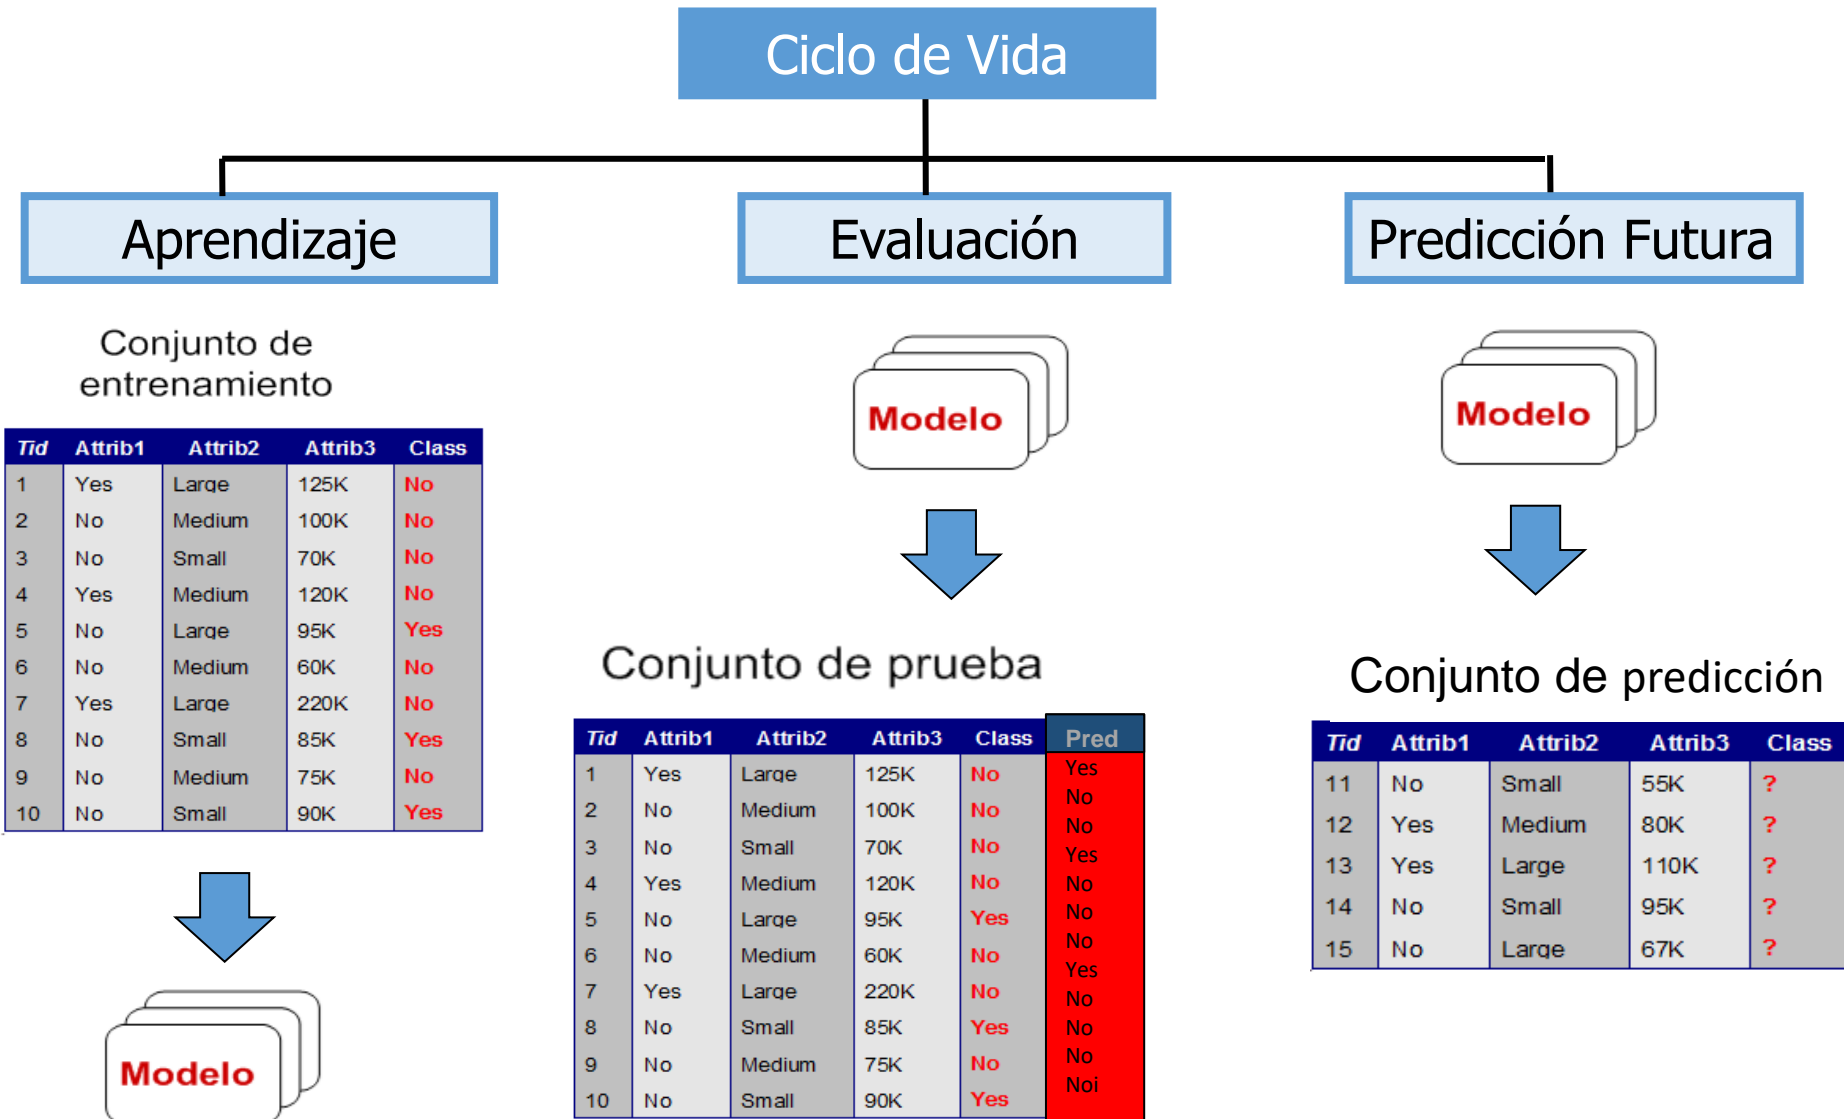 Ciclo de Vida
Aprendizaje
Evaluación
Predicción Futura
Conjunto de
entrenamiento
Tid Attrib1 Attrib2 Attrib3 Class
1 Yes Large 125K No
2 No Medium 100K No
3 No Small 70K No
4 Yes Medium 120K No
5 No Large 95K Yes
6 No Medium 60K No
7 Yes Large 220K No
8 No Small 85K Yes
9 No Medium 75K No
10 No Small 90K Yes
Modelo
Modelo
Conjunto de prueba
Tid Attrib1 Attrib2 Attrib3 Class
1 Yes Large 125K No
2 No Medium 100K No
3 No Small 70K No
4 Yes Medium 120K No
5 No Large 95K Yes
6 No Medium 60K No
7 Yes Large 220K No
8 No Small 85K Yes
9 No Medium 75K No
10 No Small 90K Yes
Pred
Yes
No
No
Yes
No
No
No
Yes
No
No
No
Noi
Modelo
Conjunto de predicción
Tid Attrib1 Attrib2 Attrib3 Class
11 No Small 55K ?
12 Yes Medium 80K ?
13 Yes Large 110K ?
14 No Small 95K ?
15 No Large 67K ?